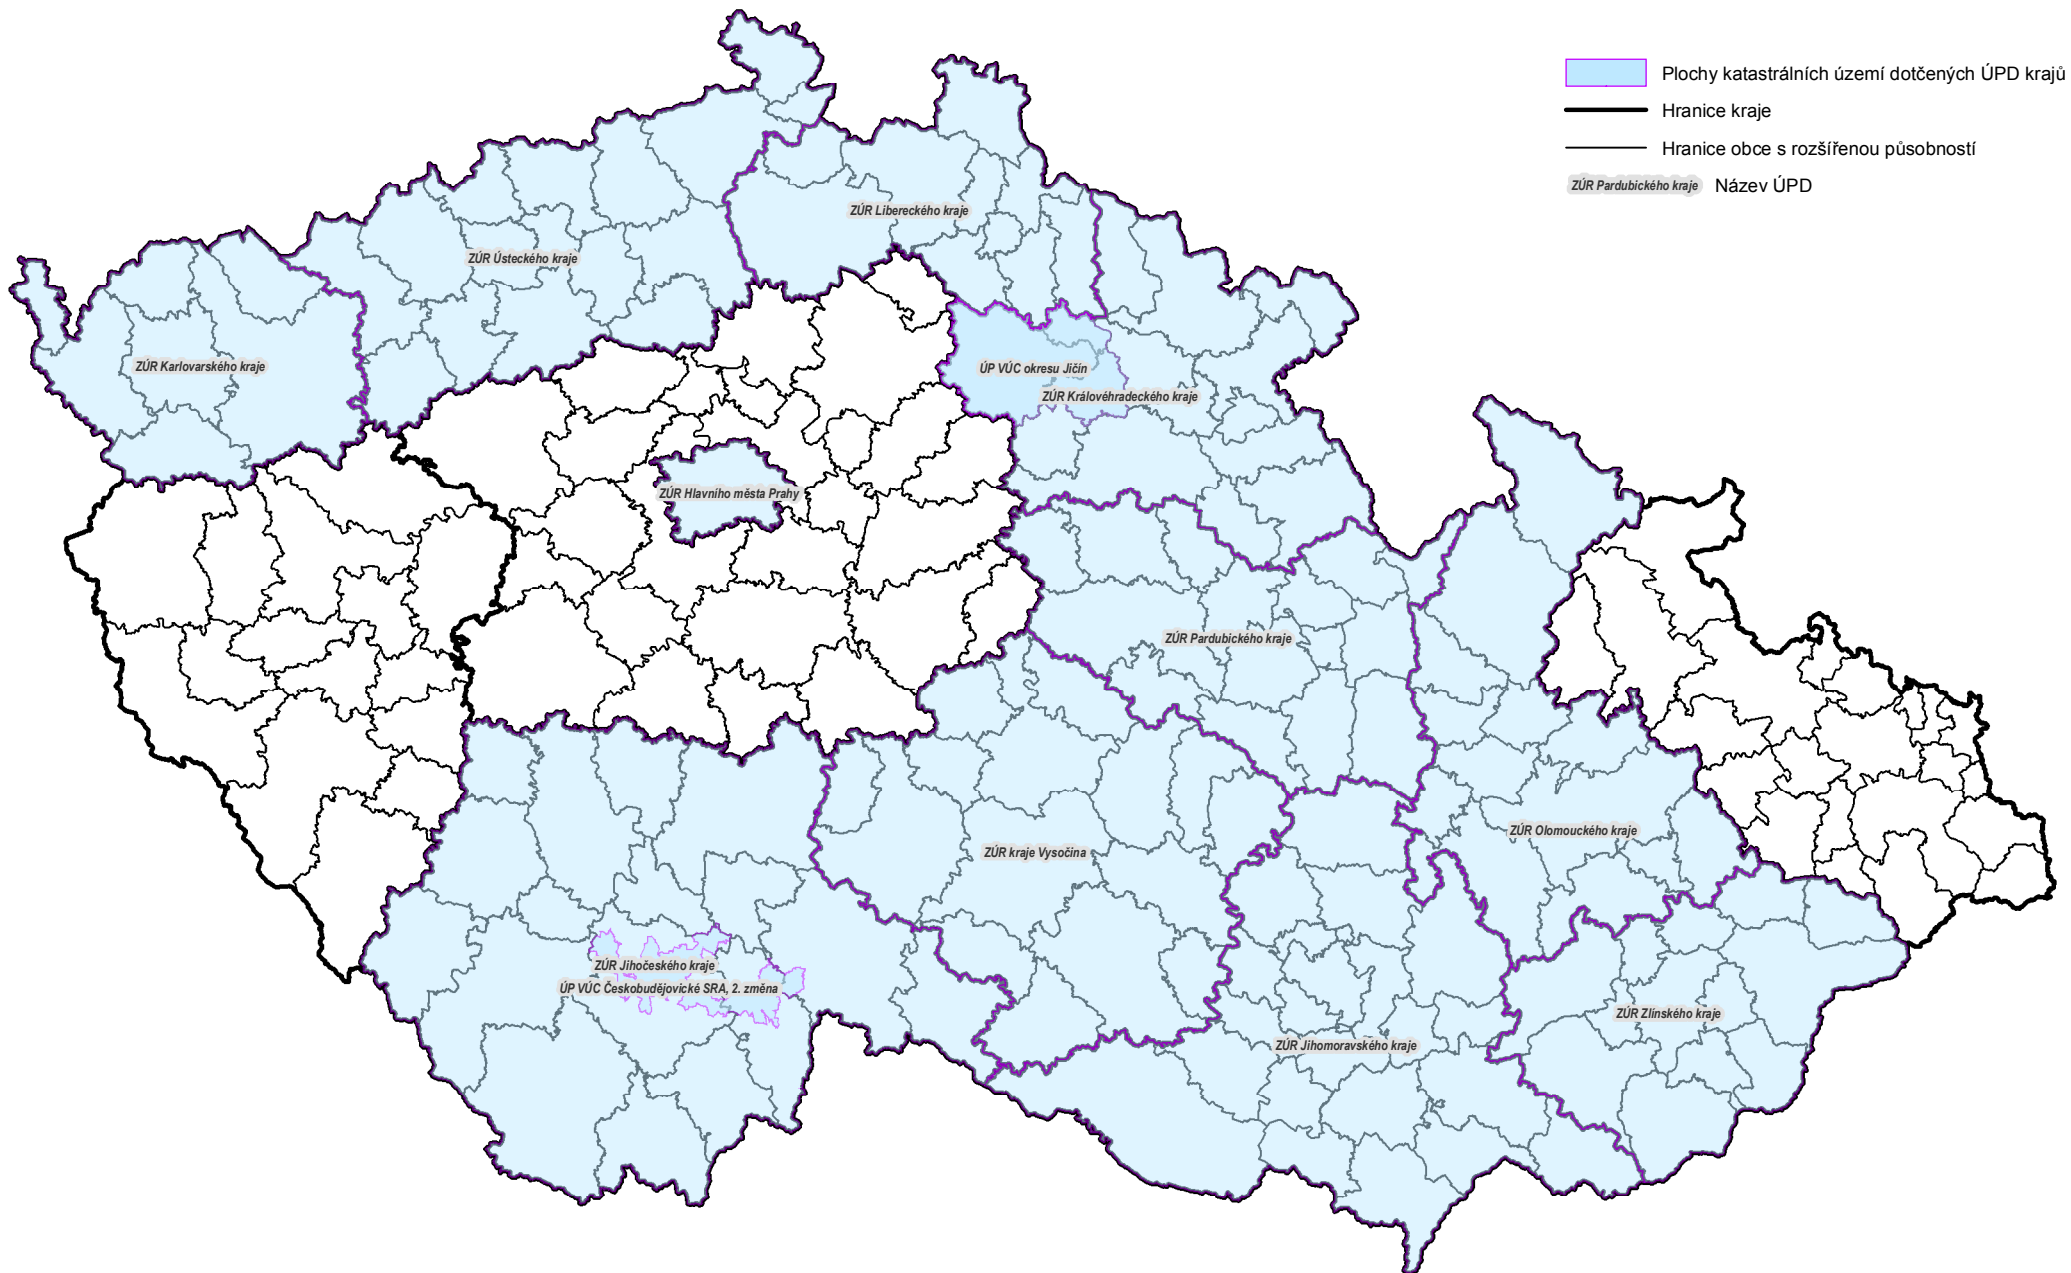 Plochy katastrálních území dotčených ÚPD krajů
Hranice kraje
Hranice obce s rozšířenou působností
ZÚR Pardubického kraje Název ÚPD
ZÚR Libereckého kraje
ZÚR Ústeckého kraje
ZÚR Karlovarského kraje
ÚP VÚC okresu Jičín
ZÚR Královéhradeckého kraje
ZÚR Hlavního města Prahy
ZÚR Pardubického kraje
ZÚR Olomouckého kraje
ZÚR kraje Vysočina
ZÚR Jihočeského kraje
ÚP VÚC Českobudějovické SRA, 2. změna
ZÚR Zlínského kraje
ZÚR Jihomoravského kraje